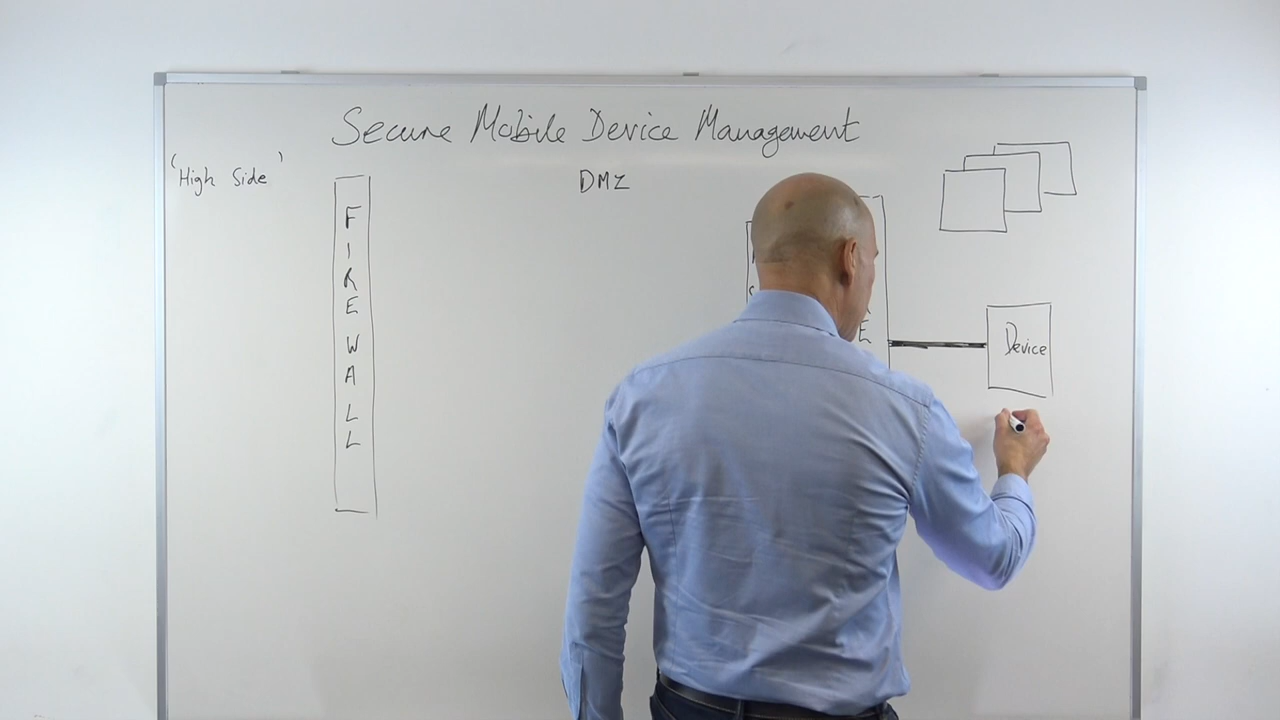 Secure Mobile Device Management
'High Side'
DMZ
FIREWALL
E
Device